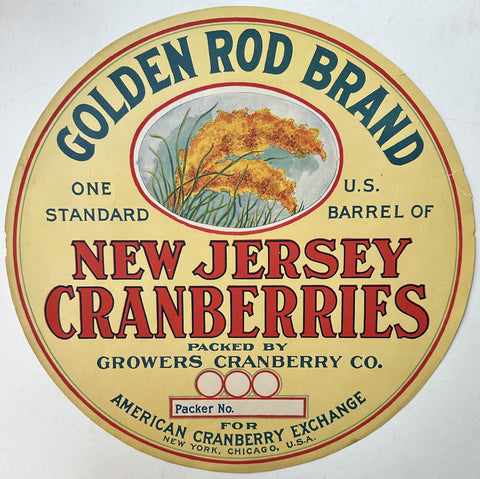 GOLDEN ROD BRAND
ONE STANDARD
U.S. BARREL OF
NEW JERSEY
CRANBERRIES
PACKED BY
GROWERS CRANBERRY CO.
Packer No.
FOR
AMERICAN CRANBERRY EXCHANGE
NEW YORK, CHICAGO, U.S.A.